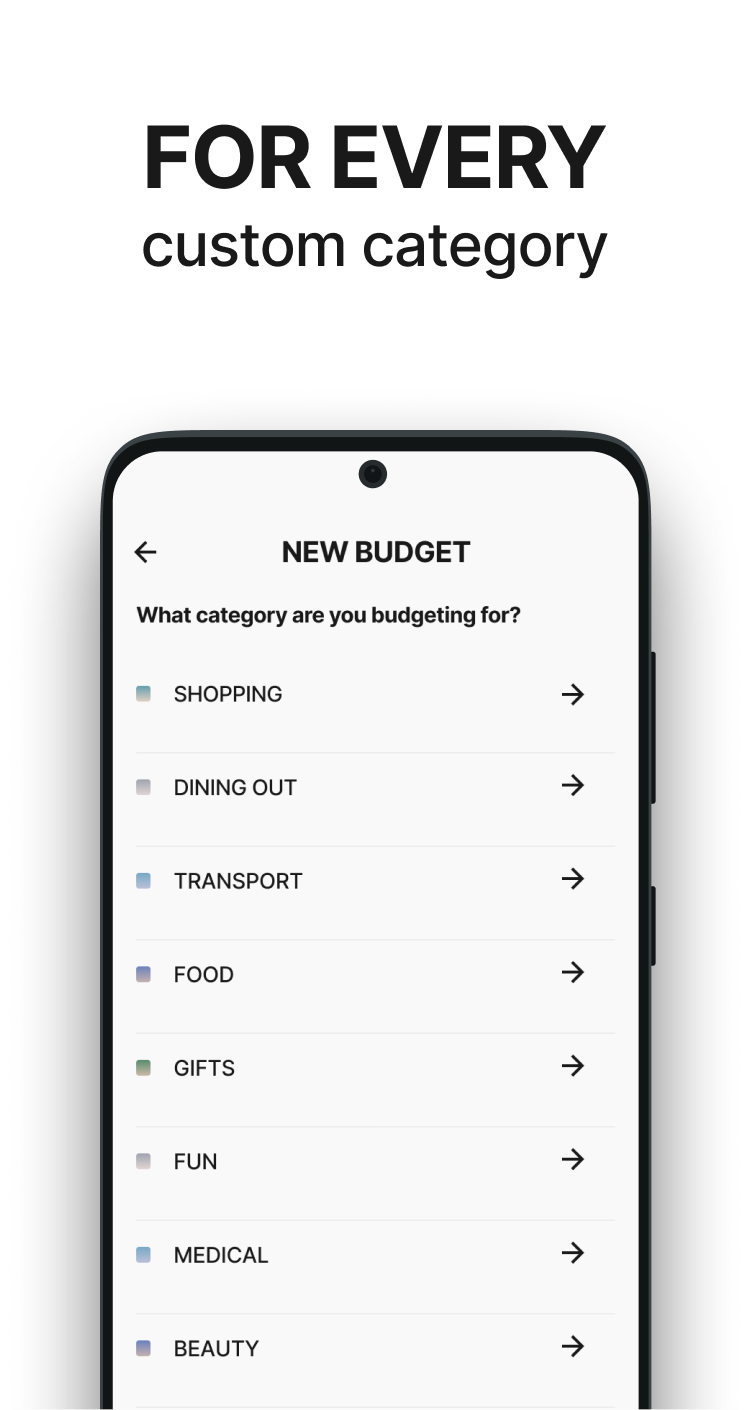 FOR EVERY
custom category
NEW BUDGET
What category are you budgeting for?
SHOPPING
DINING OUT
TRANSPORT
FOOD
GIFTS
FUN
MEDICAL
BEAUTY